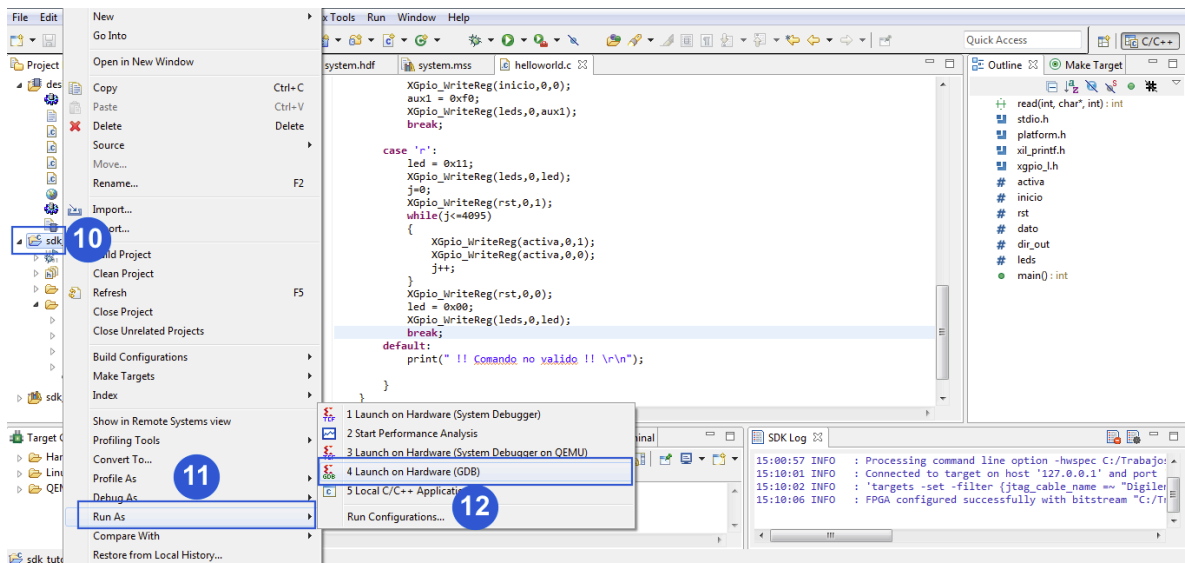 File Edit
x Tools Run Window Help
Quick Access
C/C++
Project
des
sdk
sdk
10
New
Go Into
Open in New Window
Copy Ctrl+C
Paste Ctrl+V
Delete Delete
Source
Move...
Rename... F2
Import...
Build Project
Clean Project
Refresh F5
Close Project
Close Unrelated Projects
Build Configurations
Make Targets
Index
Show in Remote Systems view
Profiling Tools
Convert To...
Profile As
Debug As
Run As
Compare With
Restore from Local History...
11
1 Launch on Hardware (System Debugger)
2 Start Performance Analysis
3 Launch on Hardware (System Debugger on QEMU)
4 Launch on Hardware (GDB)
5 Local C/C++ Application
Run Configurations...
12
system.hdf system.mss helloworld.c
XGpio_WriteReg(inicio,0,0);
aux1 = 0xf0;
XGpio_WriteReg(leds,0,aux1);
break;
case 'r':
led = 0x11;
XGpio_WriteReg(leds,0,led);
j=0;
XGpio_WriteReg(rst,0,1);
while(j<=4095)
{
XGpio_WriteReg(activa,0,1);
XGpio_WriteReg(activa,0,0);
j++;
}
XGpio_WriteReg(rst,0,0);
led = 0x00;
XGpio_WriteReg(leds,0,led);
break;
default:
print(" !! Comando no valido !! \r\n");
}
}
Outline Make Target
read(int, char*, int) : int
stdio.h
platform.h
xil_printf.h
xgpio_l.h
activa
inicio
rst
dato
dir_out
leds
main() : int
Target
Har
Linu
QEM
minal
SDK Log
15:00:57 INFO : Processing command line option -hwspec C:/Trabajos
15:10:01 INFO : Connected to target on host '127.0.0.1' and port
15:10:02 INFO : 'targets -set -filter {jtag_cable_name =~ "Digilen
15:10:06 INFO : FPGA configured successfully with bitstream "C:/Tr
sdk_tuto